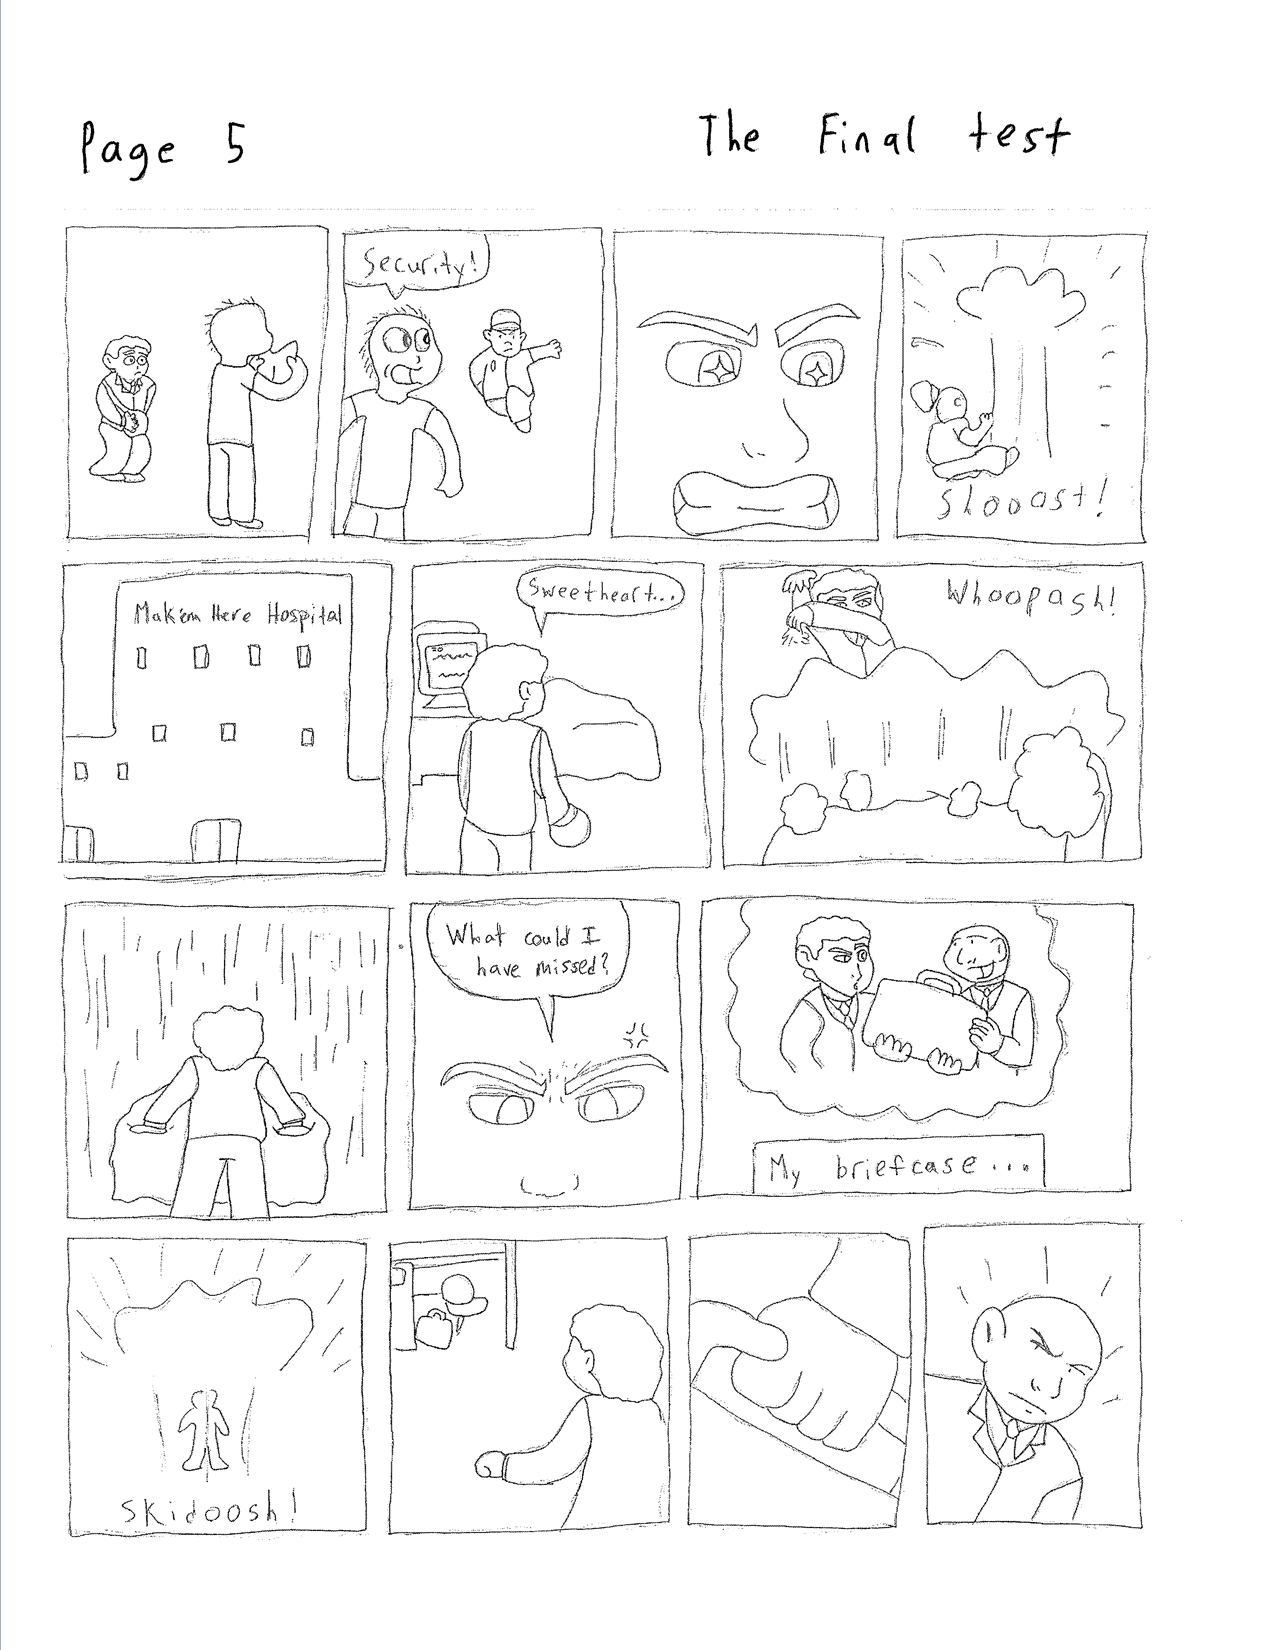 Page 5
The Final test
Security!
Shooast!
Mak'em Here Hospital
Sweetheart...
Whoopash!
What could I
have missed?
My briefcase...
Skidoosh!